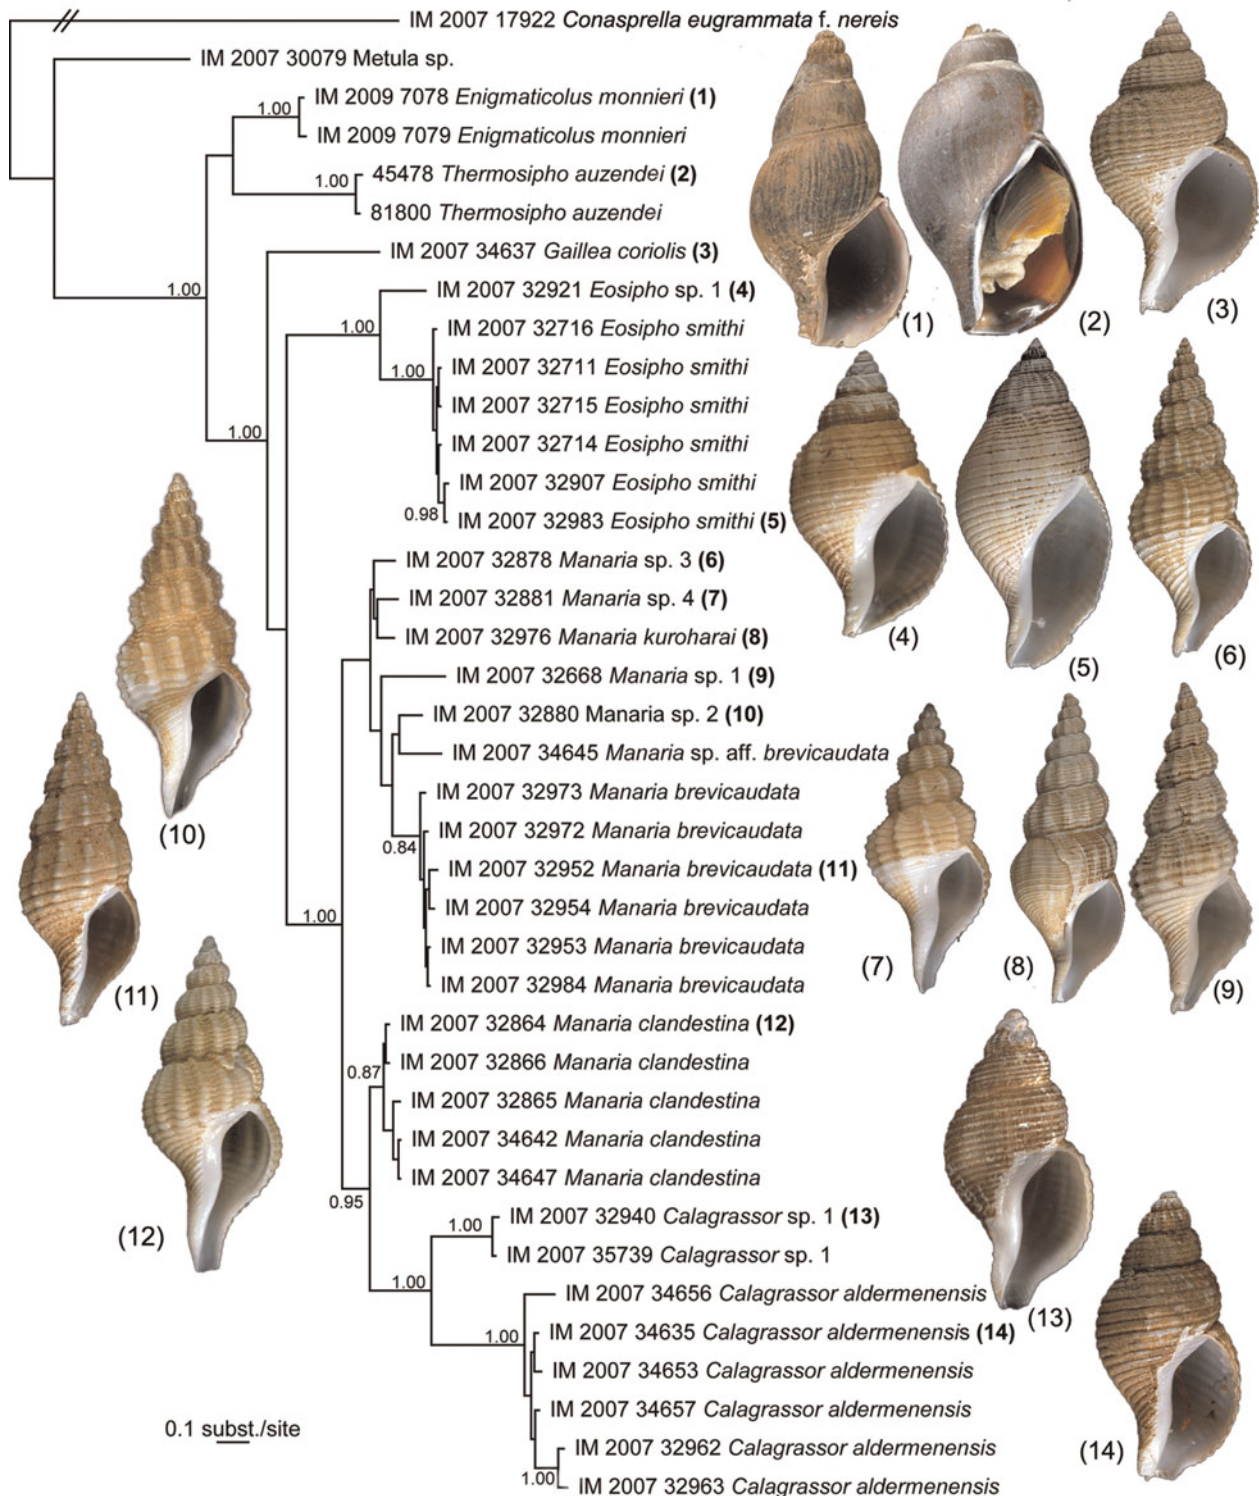 IM 2007 17922 Conasprella eugrammata f. nereis
IM 2007 30079 Metula sp.
1.00
IM 2009 7078 Enigmaticolus monnieri (1)
IM 2009 7079 Enigmaticolus monnieri
1.00
45478 Thermosipho auzendei (2)
81800 Thermosipho auzendei
IM 2007 34637 Gaillea coriolis (3)
1.00
IM 2007 32921 Eosipho sp. 1 (4)
1.00
IM 2007 32716 Eosipho smithi
IM 2007 32711 Eosipho smithi
1.00
IM 2007 32715 Eosipho smithi
1.00
IM 2007 32714 Eosipho smithi
IM 2007 32907 Eosipho smithi
0.98
IM 2007 32983 Eosipho smithi (5)
IM 2007 32878 Manaria sp. 3 (6)
IM 2007 32881 Manaria sp. 4 (7)
IM 2007 32976 Manaria kuroharai (8)
IM 2007 32668 Manaria sp. 1 (9)
IM 2007 32880 Manaria sp. 2 (10)
IM 2007 34645 Manaria sp. aff. brevicaudata
IM 2007 32973 Manaria brevicaudata
IM 2007 32972 Manaria brevicaudata
0.84
IM 2007 32952 Manaria brevicaudata (11)
IM 2007 32954 Manaria brevicaudata
1.00
IM 2007 32953 Manaria brevicaudata
IM 2007 32984 Manaria brevicaudata
IM 2007 32864 Manaria clandestina (12)
0.87
IM 2007 32866 Manaria clandestina
IM 2007 32865 Manaria clandestina
IM 2007 34642 Manaria clandestina
IM 2007 34647 Manaria clandestina
0.95
IM 2007 32940 Calagrassor sp. 1 (13)
1.00
IM 2007 35739 Calagrassor sp. 1
1.00
IM 2007 34656 Calagrassor aldermenensis
1.00
IM 2007 34635 Calagrassor aldermenensis (14)
IM 2007 34653 Calagrassor aldermenensis
IM 2007 34657 Calagrassor aldermenensis
IM 2007 32962 Calagrassor aldermenensis
1.00
IM 2007 32963 Calagrassor aldermenensis
0.1 subst./site
(1)
(2)
(3)
(4)
(5)
(6)
(7)
(8)
(9)
(10)
(11)
(12)
(13)
(14)